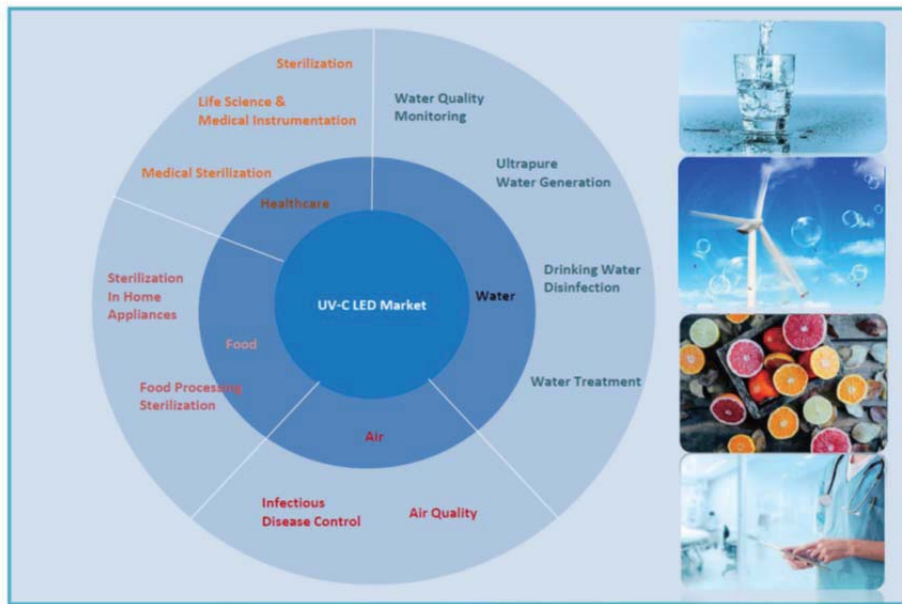 Sterilization
Life Science &
Medical Instrumentation
Medical Sterilization
Healthcare
Water Quality
Monitoring
Ultrapure
Water Generation
Drinking Water
Disinfection
Water Treatment
Water
UV-C LED Market
Sterilization
In Home
Appliances
Food
Food Processing
Sterilization
Air
Infectious
Disease Control
Air Quality